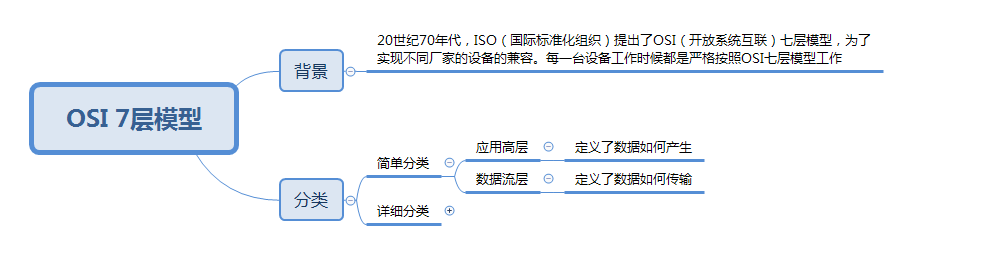 OSI 7层模型
背景
20世纪70年代，ISO（国际标准化组织）提出了OSI（开放系统互联）七层模型，为了
实现不同厂家的设备的兼容。每一台设备工作时候都是严格按照OSI七层模型工作
分类
简单分类
应用高层
定义了数据如何产生
数据流层
定义了数据如何传输
详细分类